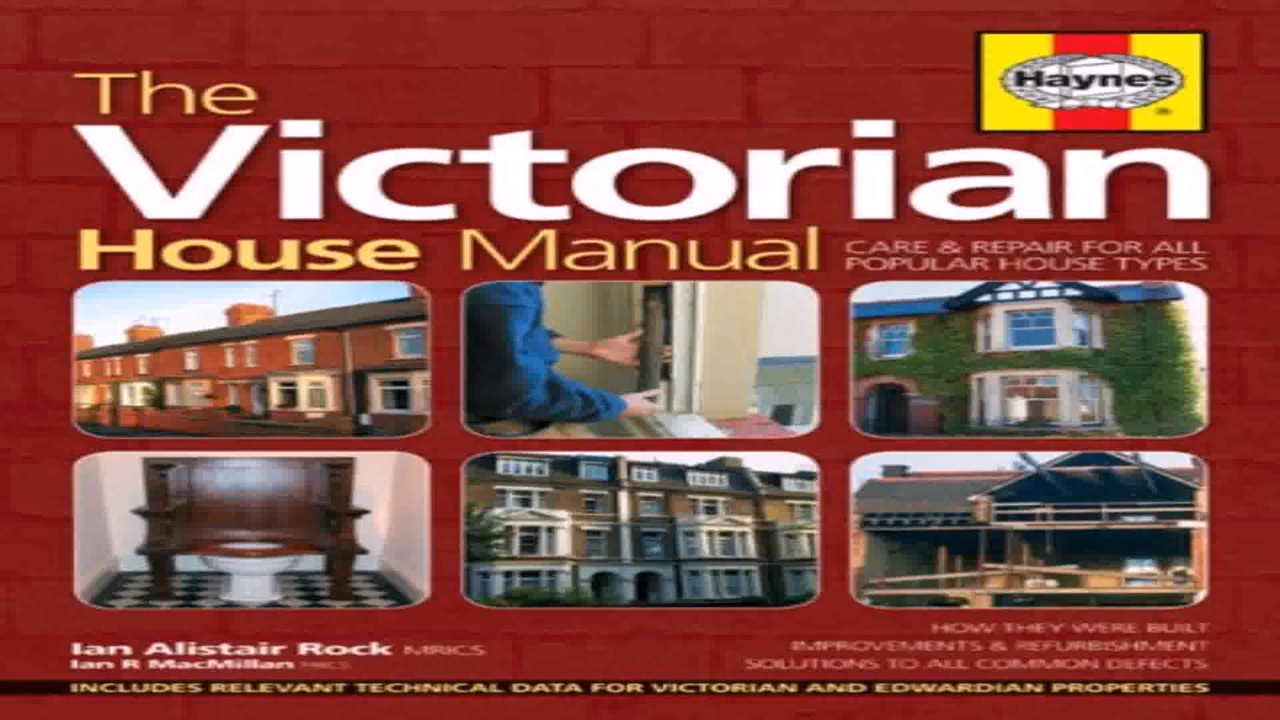 Haynes
The
Victorian
House Manual
CARE & REPAIR FOR ALL
POPULAR HOUSE TYPES
HOW THEY WERE BUILT
IMPROVEMENTS & REFURBISHMENT
SOLUTIONS TO ALL COMMON DEFECTS
Ian Alistair Rock MRICS
Ian R MacMillan FRICS
INCLUDES RELEVANT TECHNICAL DATA FOR VICTORIAN AND EDWARDIAN PROPERTIES